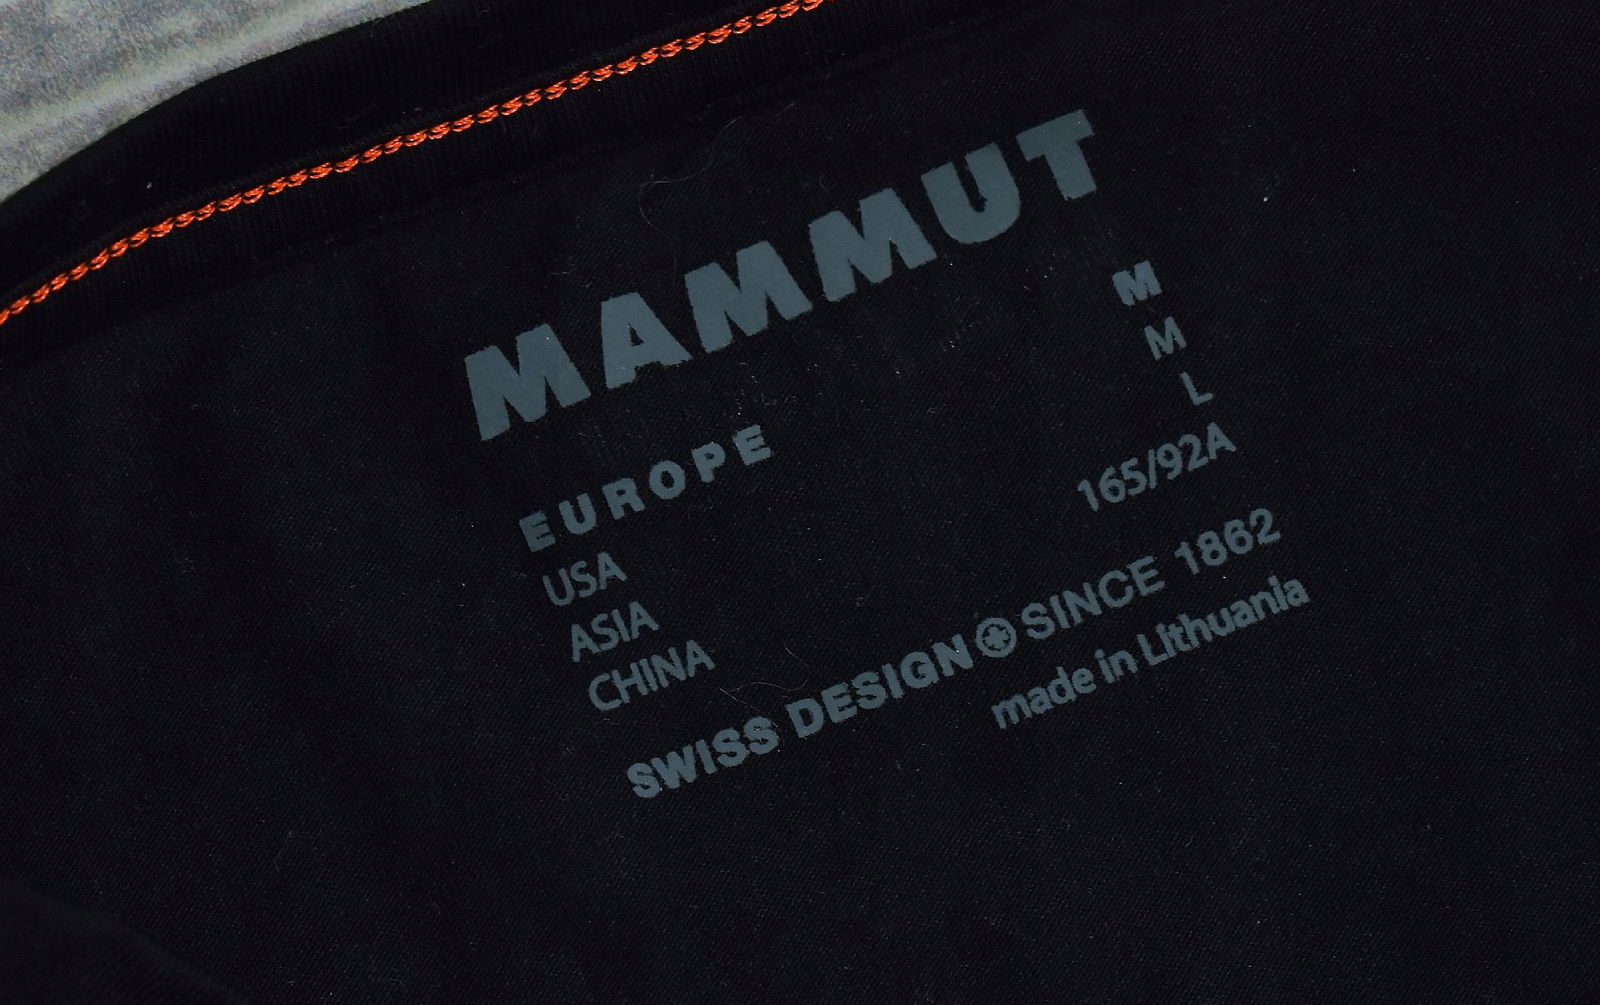 MAMMUT
EUROPE M
USA M
ASIA L
CHINA 165/92A
SWISS DESIGN SINCE 1862
made in Lithuania